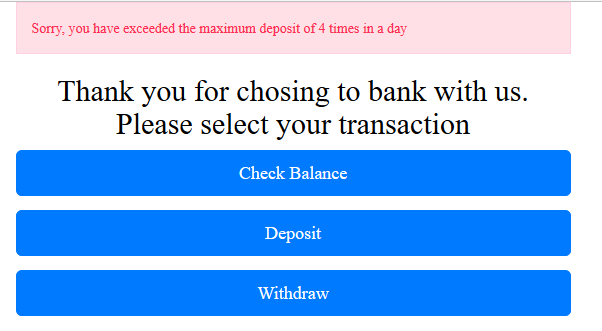 Sorry, you have exceeded the maximum deposit of 4 times in a day
Thank you for chosing to bank with us.
Please select your transaction
Check Balance
Deposit
Withdraw